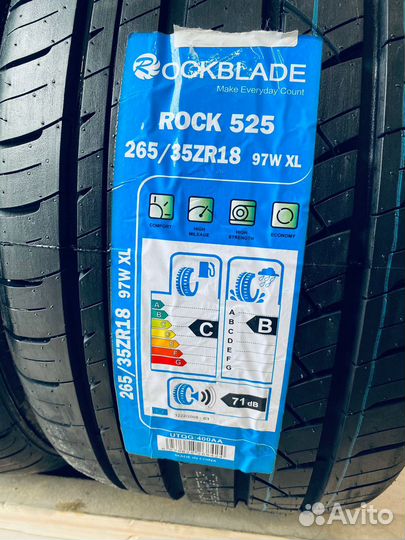 ROCKBLADE
Make Everyday Count
ROCK 525
265/35ZR18 97W XL
COMFORT
HIGH MILEAGE
HIGH STRENGTH
ECONOMY
265/35ZR18 97W XL
A
B
C
D
E
F
G
C
A
B
C
D
E
F
G
B
71 dB
UTQG 400AA
Avito